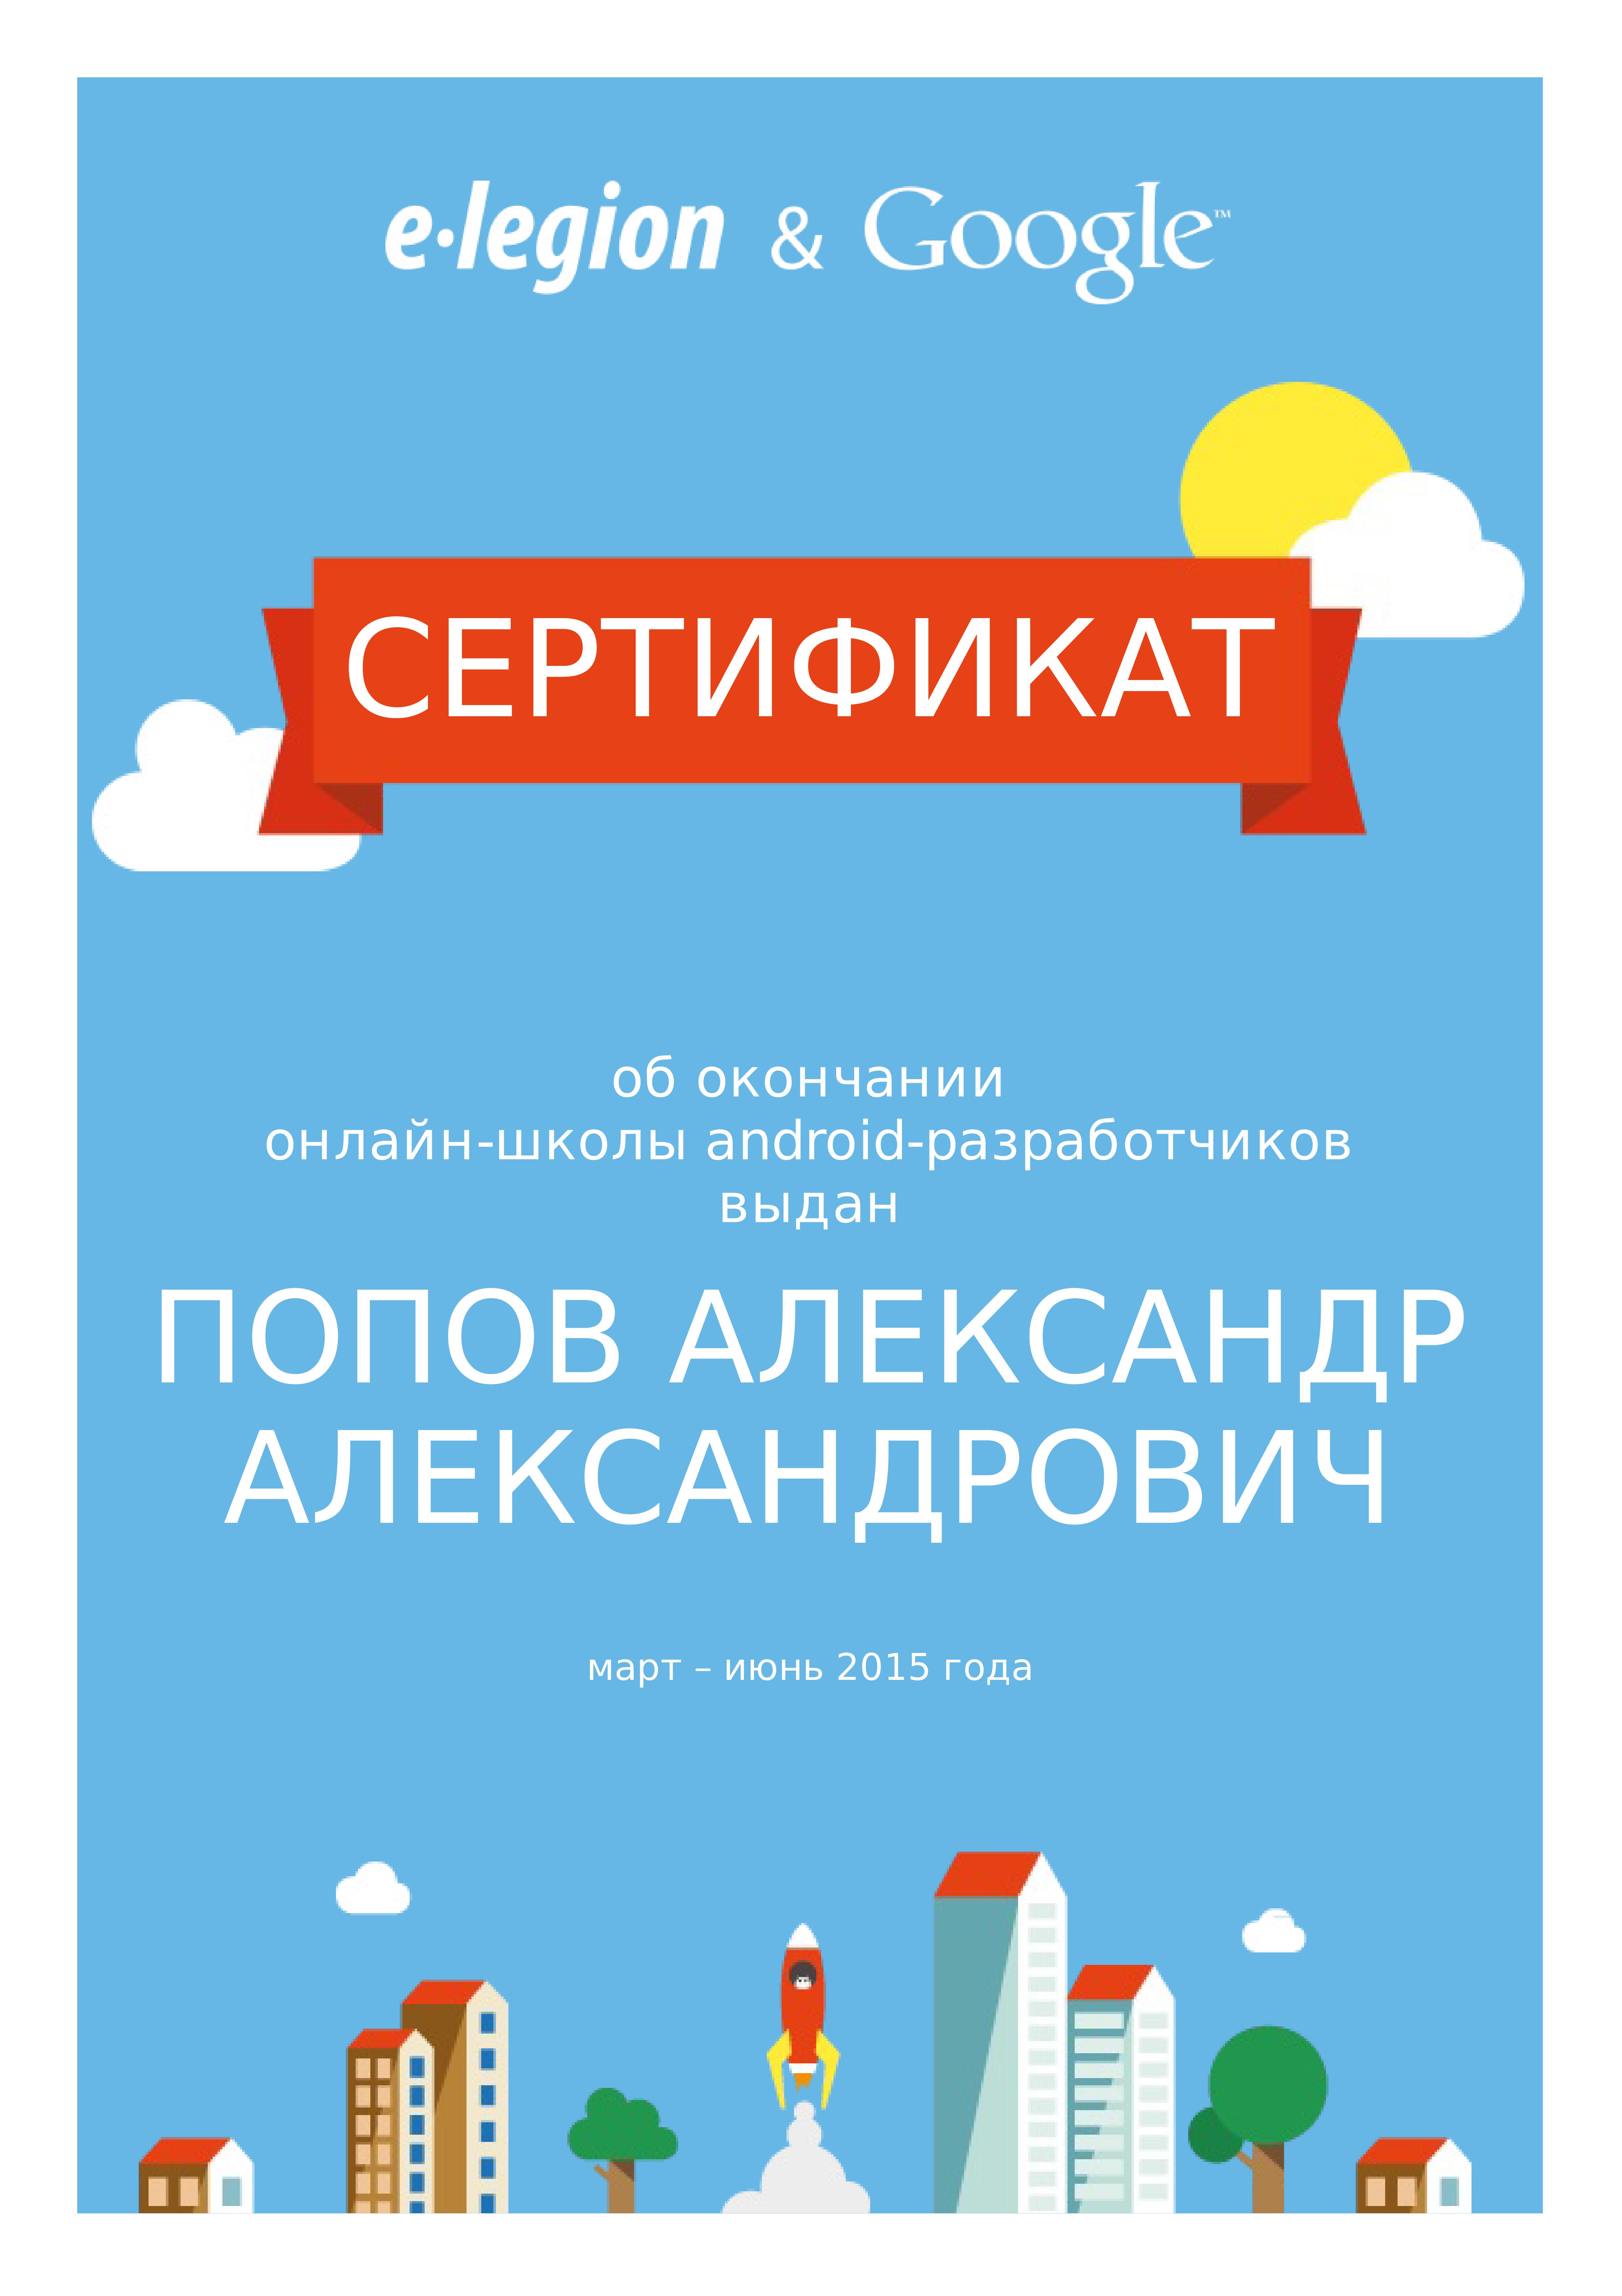 e·legion & Google™
СЕРТИФИКАТ
об окончании
онлайн-школы android-разработчиков
выдан
ПОПОВ АЛЕКСАНДР
АЛЕКСАНДРОВИЧ
март – июнь 2015 года